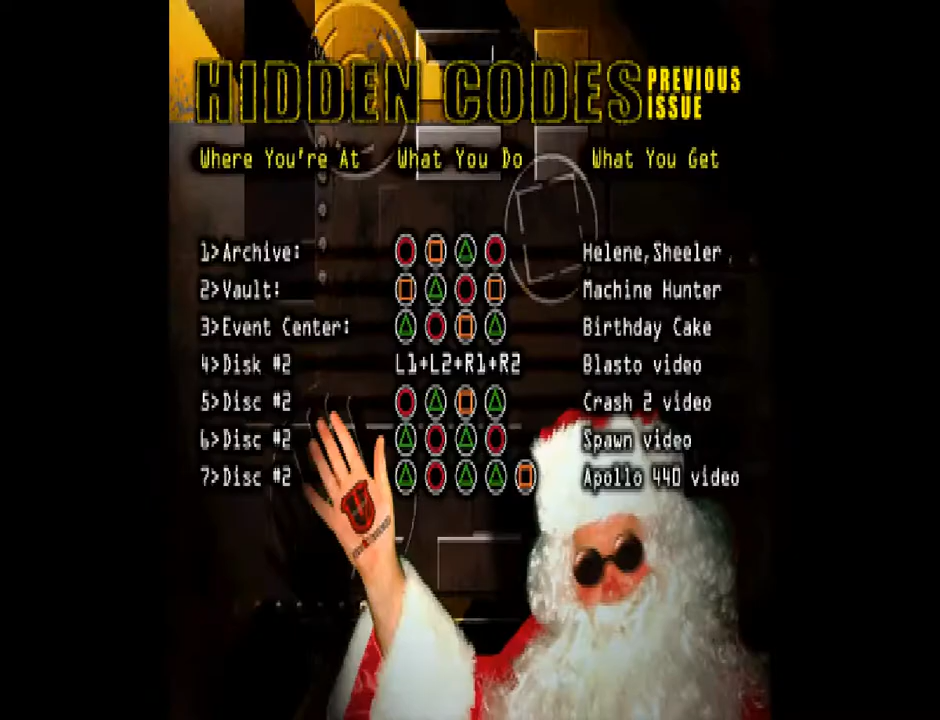 HIDDEN CODES PREVIOUS ISSUE
Where You're At What You Do What You Get
1>Archive: Helene,Sheeler,
2>Vault: Machine Hunter
3>Event Center: Birthday Cake
4>Disk #2 L1+L2+R1+R2 Blasto video
5>Disc #2 Crash 2 video
6>Disc #2 Spawn video
7>Disc #2 Apollo 440 video